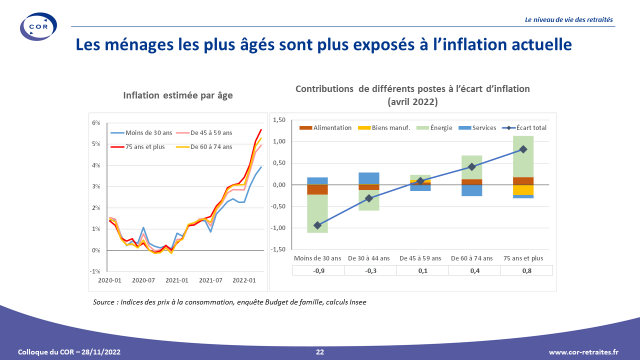 COR
Le niveau de vie des retraités
Les ménages les plus âgés sont plus exposés à l'inflation actuelle
Inflation estimée par âge
6%
5%
4%
3%
2%
1%
0%
-1%
Moins de 30 ans
De 45 à 59 ans
75 ans et plus
De 60 à 74 ans
2020-01
2020-07
2021-01
2021-07
2022-01
Contributions de différents postes à l'écart d'inflation
(avril 2022)
1,50
1,00
0,50
0,00
-0,50
-1,00
-1,50
Alimentation
Biens manuf.
Énergie
Services
Écart total
Moins de 30 ans
De 30 à 44 ans
De 45 à 59 ans
De 60 à 74 ans
75 ans et plus
-0,9
-0,3
0,1
0,4
0,8
Source : Indices des prix à la consommation, enquête Budget de famille, calculs Insee
Colloque du COR – 28/11/2022
22
www.cor-retraites.fr